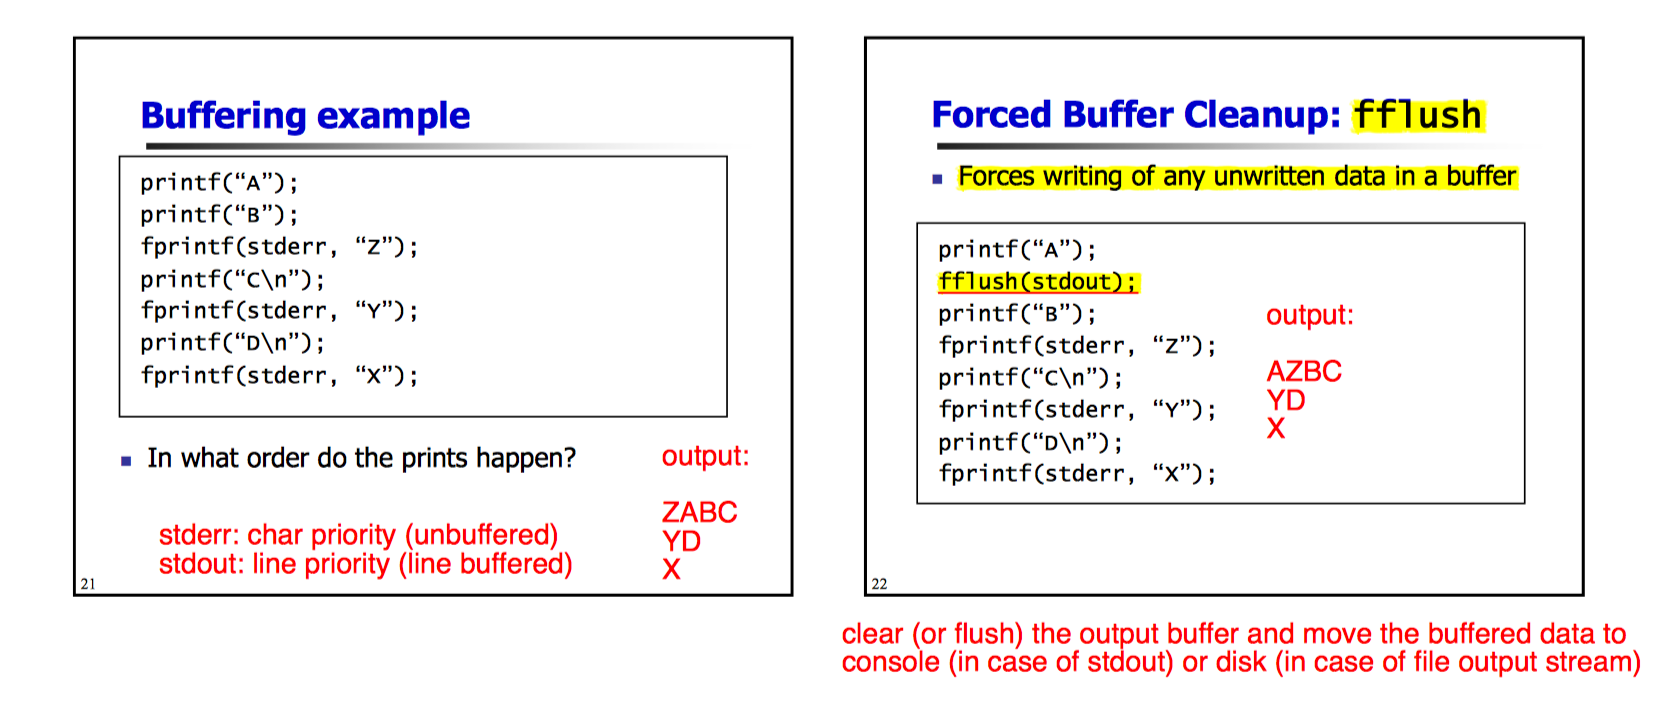 Buffering example
printf(“A”);
printf(“B”);
fprintf(stderr, “Z”);
printf(“C\n”);
fprintf(stderr, “Y”);
printf(“D\n”);
fprintf(stderr, “X”);
In what order do the prints happen?
output:
ZABC
YD
X
stderr: char priority (unbuffered)
stdout: line priority (line buffered)
21
Forced Buffer Cleanup: fflush
Forces writing of any unwritten data in a buffer
printf(“A”);
fflush(stdout);
printf(“B”);
fprintf(stderr, “Z”);
printf(“C\n”);
fprintf(stderr, “Y”);
printf(“D\n”);
fprintf(stderr, “X”);
output:
AZBC
YD
X
22
clear (or flush) the output buffer and move the buffered data to
console (in case of stdout) or disk (in case of file output stream)